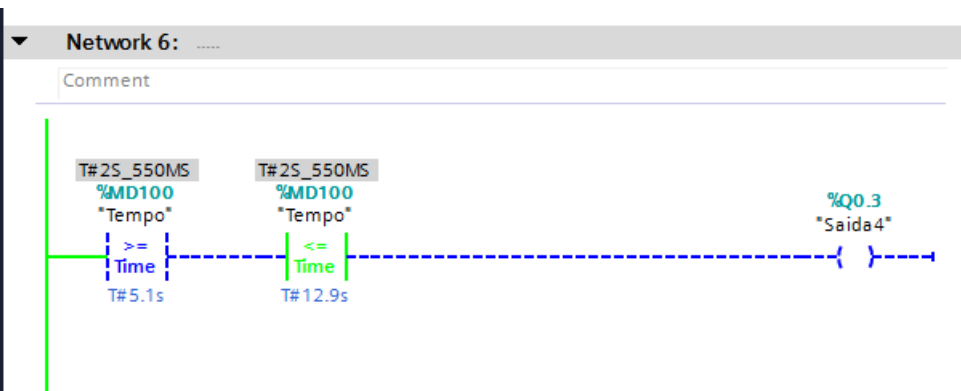 Network 6: .....
Comment
T#2S_550MS
%MD100
"Tempo"
>=
Time
T#5.1s
T#2S_550MS
%MD100
"Tempo"
<=
Time
T#12.9s
%Q0.3
"Saida4"